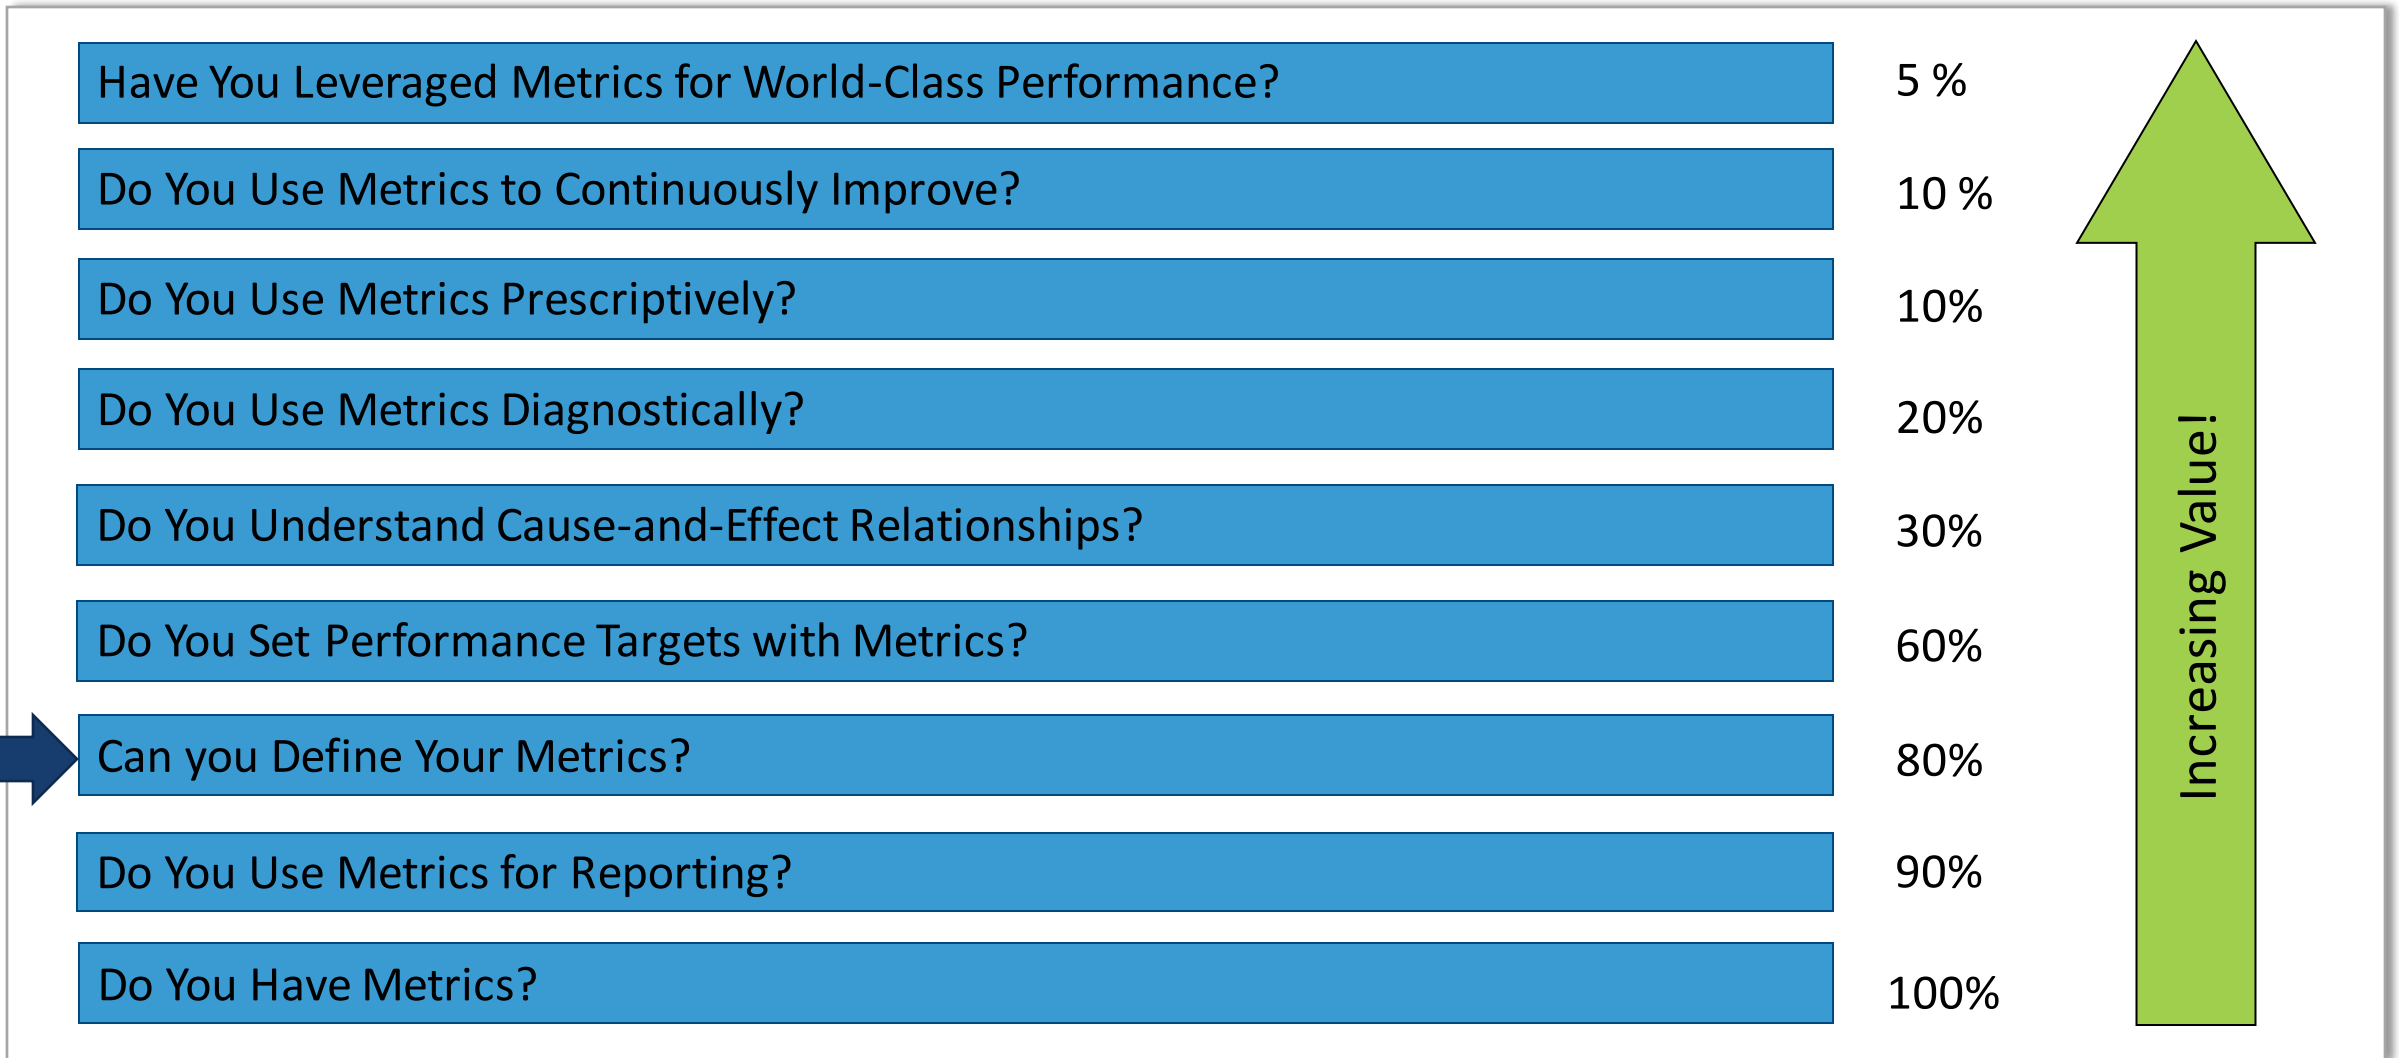 Have You Leveraged Metrics for World-Class Performance?
5 %
Do You Use Metrics to Continuously Improve?
10 %
Do You Use Metrics Prescriptively?
10%
Do You Use Metrics Diagnostically?
20%
Do You Understand Cause-and-Effect Relationships?
30%
Do You Set Performance Targets with Metrics?
60%
Can you Define Your Metrics?
80%
Do You Use Metrics for Reporting?
90%
Do You Have Metrics?
100%
Increasing Value!